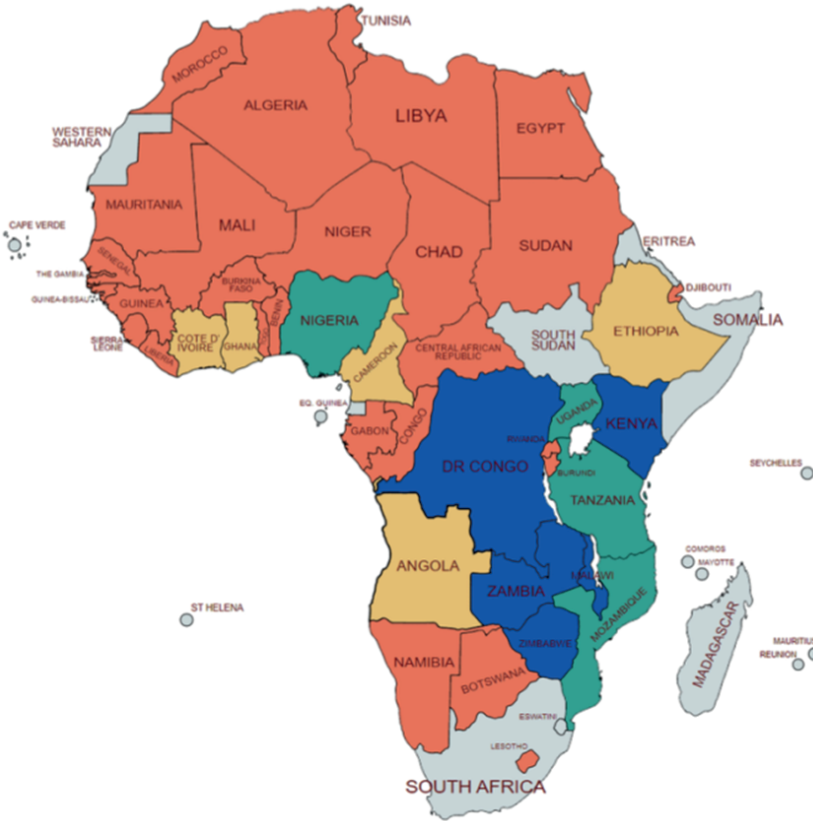 TUNISIA
MOROCCO
ALGERIA
LIBYA
EGYPT
WESTERN
SAHARA
MAURITANIA
MALI
NIGER
CHAD
SUDAN
CAPE VERDE
ERITREA
SENEGAL
THE GAMBIA
GUINEA-BISSAU
GUINEA
BURKINA
FASO
BENIN
TOGO
DJIBOUTI
SOMALIA
NIGERIA
SIERRA
LEONE
LIBERIA
COTE D'
IVOIRE
GHANA
CAMEROON
CENTRAL AFRICAN
REPUBLIC
SOUTH
SUDAN
ETHIOPIA
EQ. GUINEA
GABON
CONGO
UGANDA
KENYA
RWANDA
DR CONGO
BURUNDI
SEYCHELLES
TANZANIA
COMOROS
MAYOTTE
ANGOLA
MALAWI
ZAMBIA
MOZAMBIQUE
ST HELENA
MADAGASCAR
ZIMBABWE
MAURITIUS
REUNION
NAMIBIA
BOTSWANA
ESWATINI
LESOTHO
SOUTH AFRICA